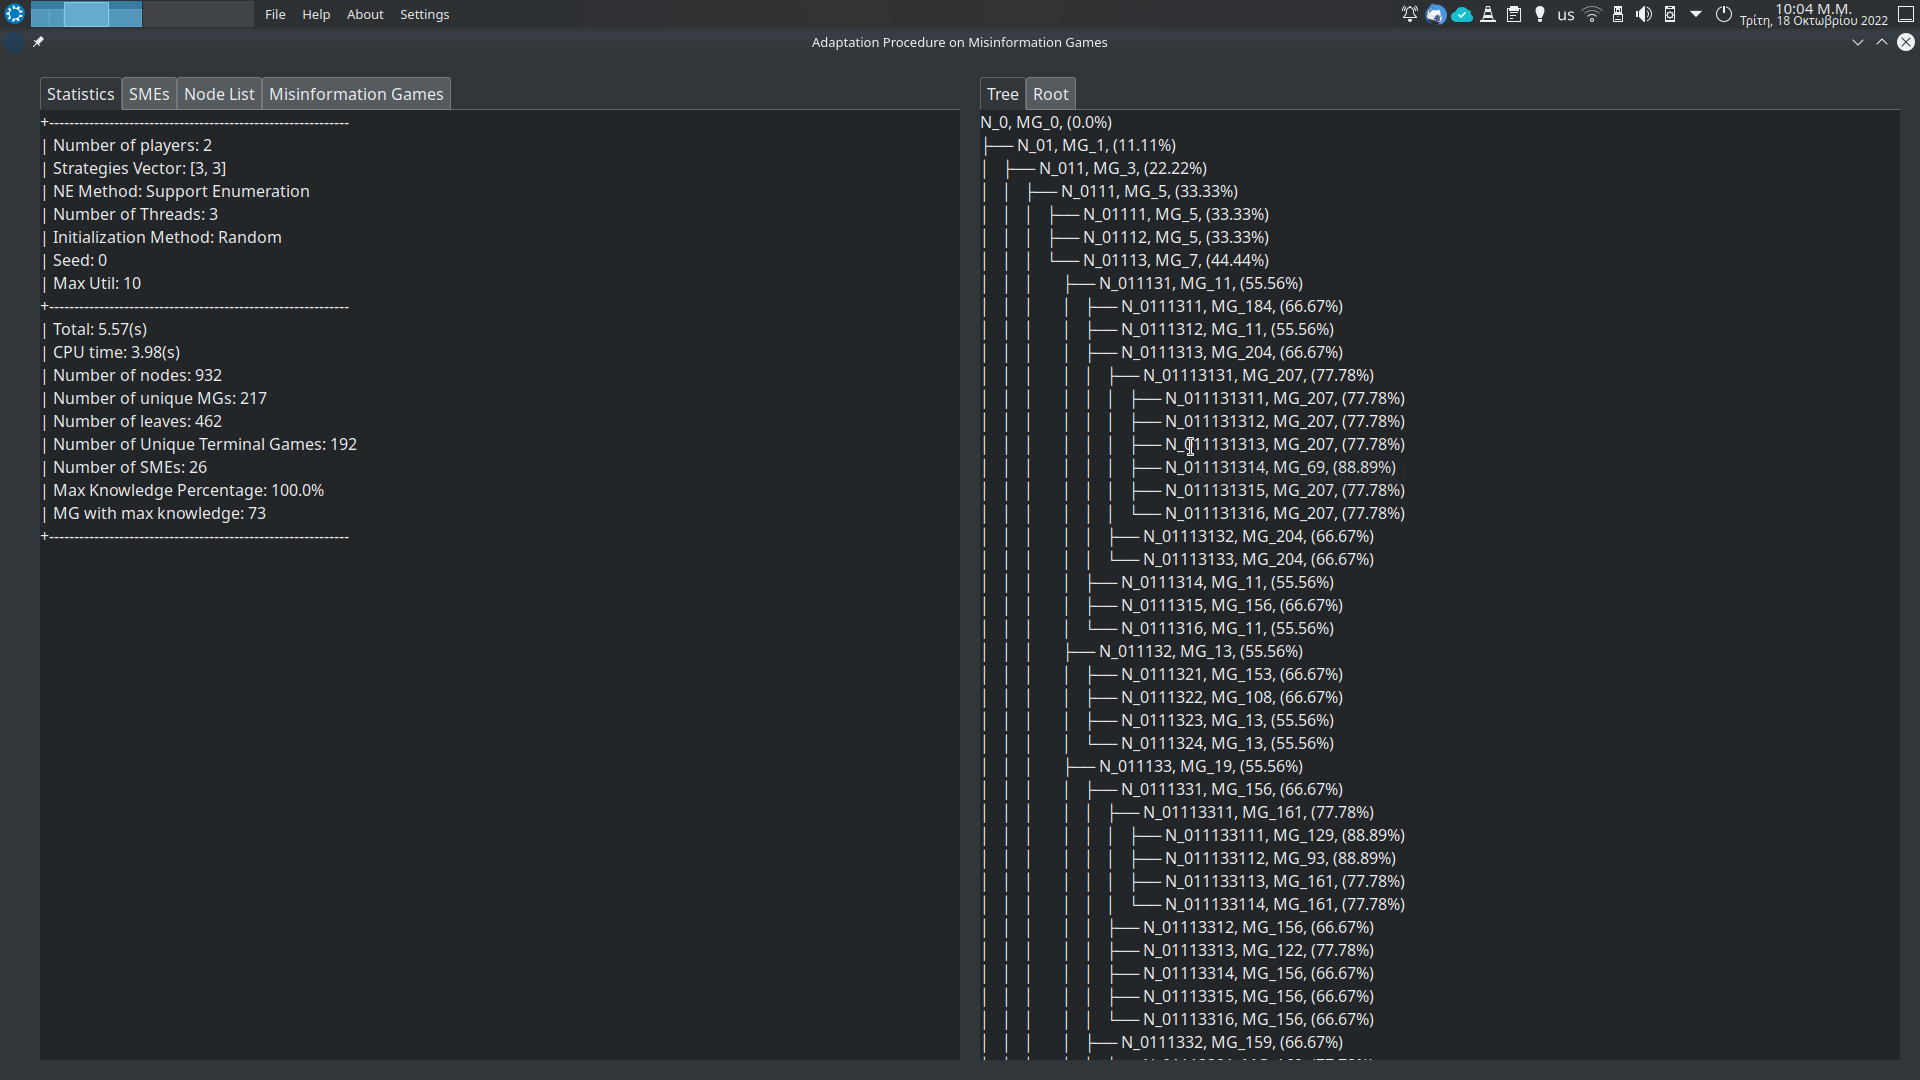 File Help About Settings
us
10:04 Μ.Μ.
Τρίτη, 18 Οκτωβρίου 2022
Adaptation Procedure on Misinformation Games
Statistics SMEs Node List Misinformation Games
+------------------------------------------------------------
| Number of players: 2
| Strategies Vector: [3, 3]
| NE Method: Support Enumeration
| Number of Threads: 3
| Initialization Method: Random
| Seed: 0
| Max Util: 10
+------------------------------------------------------------
| Total: 5.57(s)
| CPU time: 3.98(s)
| Number of nodes: 932
| Number of unique MGs: 217
| Number of leaves: 462
| Number of Unique Terminal Games: 192
| Number of SMEs: 26
| Max Knowledge Percentage: 100.0%
| MG with max knowledge: 73
+------------------------------------------------------------
Tree Root
N_0, MG_0, (0.0%)
├── N_01, MG_1, (11.11%)
│ ├── N_011, MG_3, (22.22%)
│ │ ├── N_0111, MG_5, (33.33%)
│ │ │ ├── N_01111, MG_5, (33.33%)
│ │ │ ├── N_01112, MG_5, (33.33%)
│ │ │ └── N_01113, MG_7, (44.44%)
│ │ │ ├── N_011131, MG_11, (55.56%)
│ │ │ │ ├── N_0111311, MG_184, (66.67%)
│ │ │ │ ├── N_0111312, MG_11, (55.56%)
│ │ │ │ ├── N_0111313, MG_204, (66.67%)
│ │ │ │ │ ├── N_01113131, MG_207, (77.78%)
│ │ │ │ │ │ ├── N_011131311, MG_207, (77.78%)
│ │ │ │ │ │ ├── N_011131312, MG_207, (77.78%)
│ │ │ │ │ │ ├── N_011131313, MG_207, (77.78%)
│ │ │ │ │ │ ├── N_011131314, MG_69, (88.89%)
│ │ │ │ │ │ ├── N_011131315, MG_207, (77.78%)
│ │ │ │ │ │ └── N_011131316, MG_207, (77.78%)
│ │ │ │ │ ├── N_01113132, MG_204, (66.67%)
│ │ │ │ │ └── N_01113133, MG_204, (66.67%)
│ │ │ │ ├── N_0111314, MG_11, (55.56%)
│ │ │ │ ├── N_0111315, MG_156, (66.67%)
│ │ │ │ └── N_0111316, MG_11, (55.56%)
│ │ │ ├── N_011132, MG_13, (55.56%)
│ │ │ │ ├── N_0111321, MG_153, (66.67%)
│ │ │ │ ├── N_0111322, MG_108, (66.67%)
│ │ │ │ ├── N_0111323, MG_13, (55.56%)
│ │ │ │ └── N_0111324, MG_13, (55.56%)
│ │ │ ├── N_011133, MG_19, (55.56%)
│ │ │ │ ├── N_0111331, MG_156, (66.67%)
│ │ │ │ │ ├── N_01113311, MG_161, (77.78%)
│ │ │ │ │ │ ├── N_011133111, MG_129, (88.89%)
│ │ │ │ │ │ ├── N_011133112, MG_93, (88.89%)
│ │ │ │ │ │ ├── N_011133113, MG_161, (77.78%)
│ │ │ │ │ │ └── N_011133114, MG_161, (77.78%)
│ │ │ │ │ ├── N_01113312, MG_156, (66.67%)
│ │ │ │ │ ├── N_01113313, MG_122, (77.78%)
│ │ │ │ │ ├── N_01113314, MG_156, (66.67%)
│ │ │ │ │ ├── N_01113315, MG_156, (66.67%)
│ │ │ │ │ └── N_01113316, MG_156, (66.67%)
│ │ │ │ ├── N_0111332, MG_159, (66.67%)